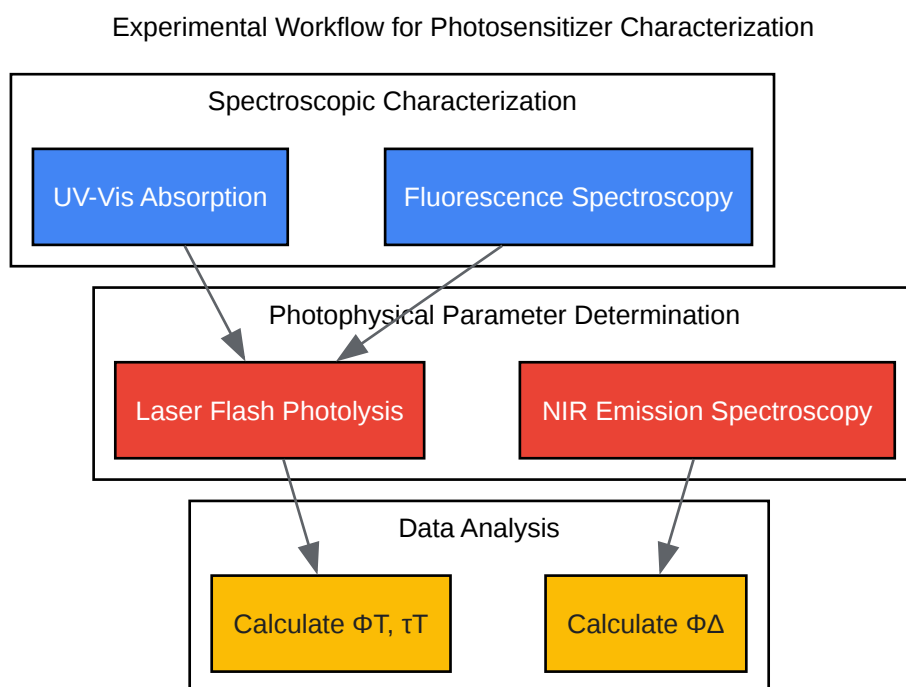 Experimental Workflow for Photosensitizer Characterization
Spectroscopic Characterization
UV-Vis Absorption
Fluorescence Spectroscopy
Photophysical Parameter Determination
Laser Flash Photolysis
NIR Emission Spectroscopy
Data Analysis
Calculate ΦT, τT
Calculate ΦΔ